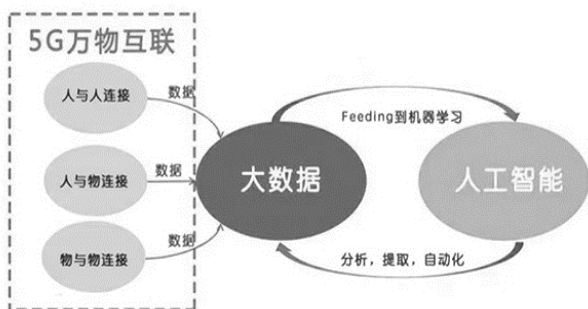 5G万物互联
人与人连接
数据
人与物连接
数据
物与物连接
数据
大数据
Feeding到机器学习
人工智能
分析，提取，自动化